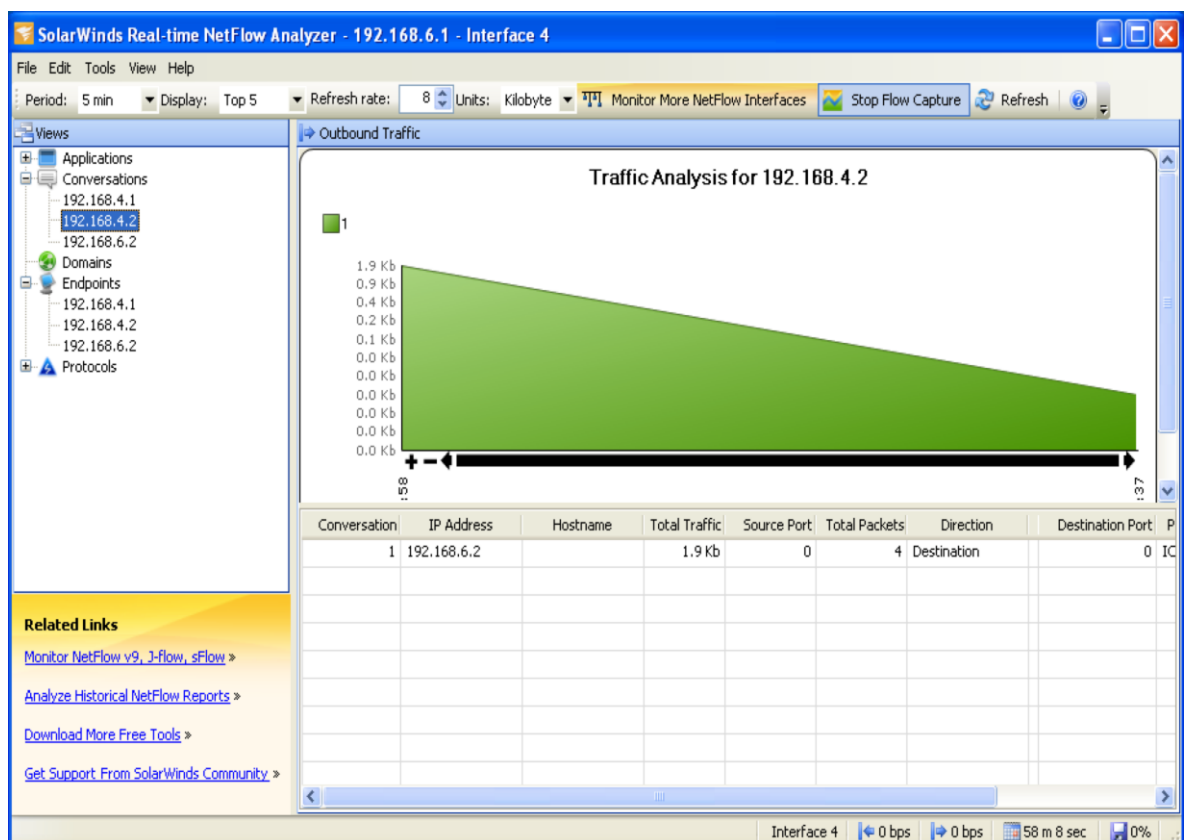 SolarWinds Real-time NetFlow Analyzer - 192.168.6.1 - Interface 4
File Edit Tools View Help
Period: 5 min Display: Top 5 Refresh rate: 8 Units: Kilobyte Monitor More NetFlow Interfaces Stop Flow Capture Refresh
Views
Applications
Conversations
192.168.4.1
192.168.4.2
192.168.6.2
Domains
Endpoints
192.168.4.1
192.168.4.2
192.168.6.2
Protocols
Related Links
Monitor NetFlow v9, J-flow, sFlow »
Analyze Historical NetFlow Reports »
Download More Free Tools »
Get Support From SolarWinds Community »
Outbound Traffic
Traffic Analysis for 192.168.4.2
1
1.9 Kb
0.9 Kb
0.4 Kb
0.2 Kb
0.1 Kb
0.0 Kb
0.0 Kb
0.0 Kb
0.0 Kb
0.0 Kb
0.0 Kb
:58 :37
Conversation IP Address Hostname Total Traffic Source Port Total Packets Direction Destination Port P
1 192.168.6.2 1.9 Kb 0 4 Destination 0 IC
Interface 4 0 bps 0 bps 58 m 8 sec 0%